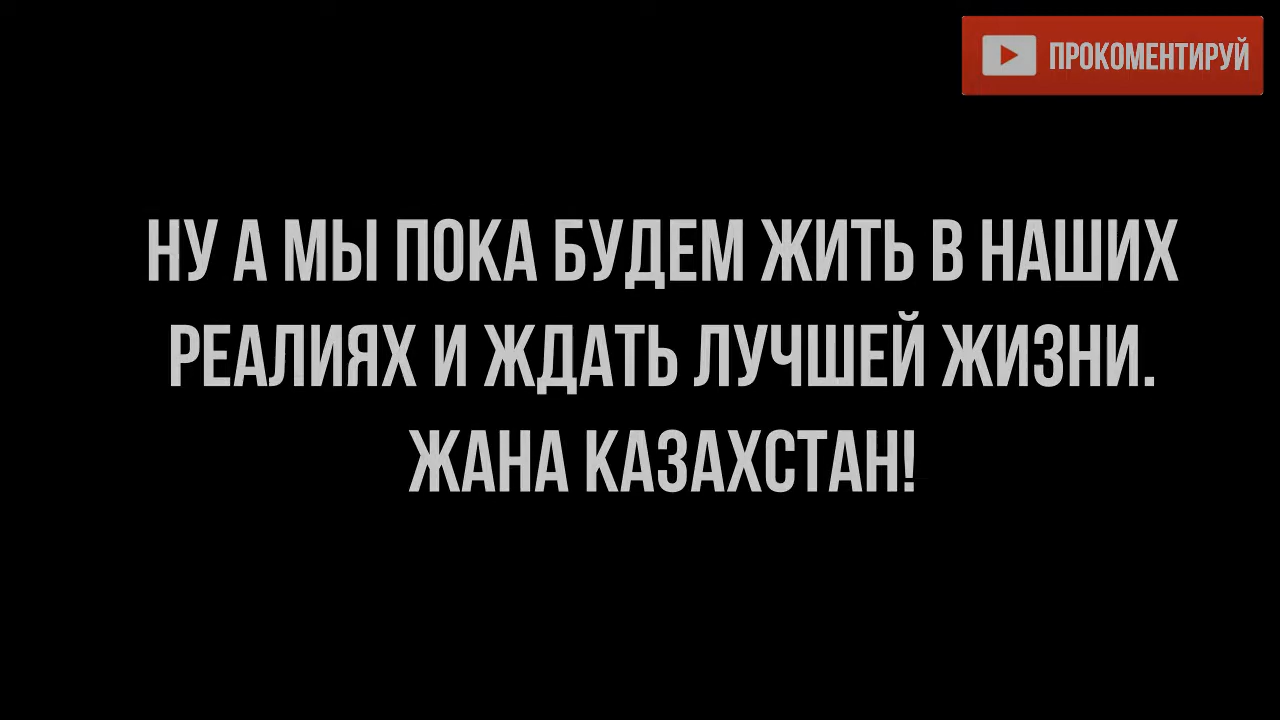 ПРОКОМЕНТИРУЙ
НУ А МЫ ПОКА БУДЕМ ЖИТЬ В НАШИХ
РЕАЛИЯХ И ЖДАТЬ ЛУЧШЕЙ ЖИЗНИ.
ЖАНА КАЗАХСТАН!